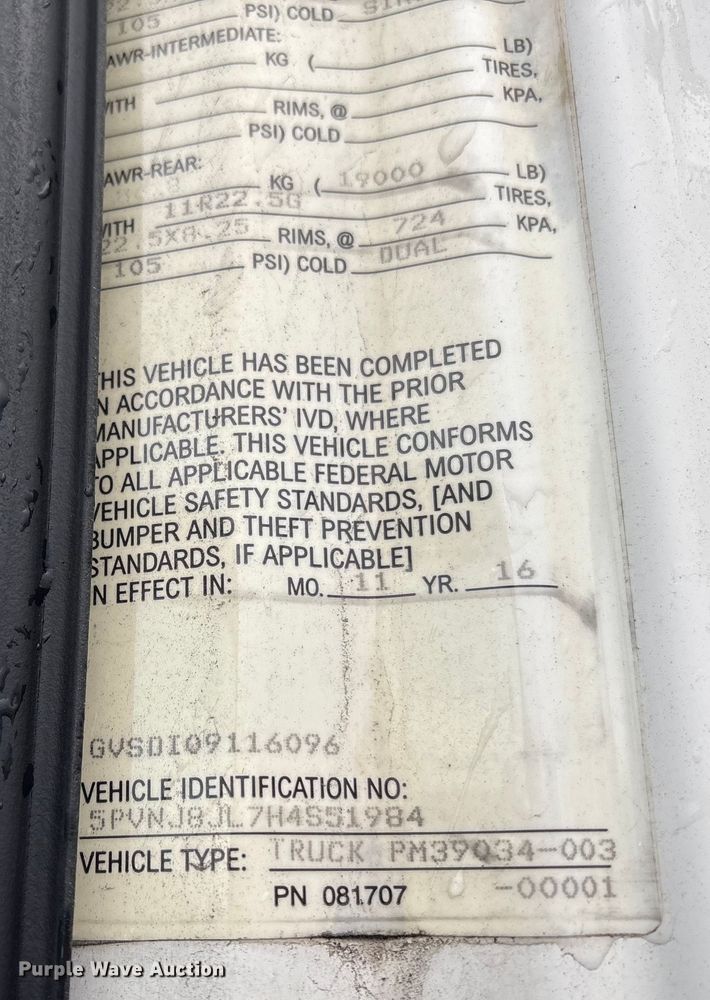 105 PSI) COLD
AWR-INTERMEDIATE:
KG ( LB)
TIRES,
ITH RIMS, @ KPA,
PSI) COLD
AWR-REAR:
KG ( 19000 LB)
11R22.5G TIRES,
ITH
22.5X8.25 RIMS, @ 724 KPA,
105 PSI) COLD DUAL
THIS VEHICLE HAS BEEN COMPLETED
IN ACCORDANCE WITH THE PRIOR
MANUFACTURERS' IVD, WHERE
APPLICABLE. THIS VEHICLE CONFORMS
TO ALL APPLICABLE FEDERAL MOTOR
VEHICLE SAFETY STANDARDS, [AND
BUMPER AND THEFT PREVENTION
STANDARDS, IF APPLICABLE]
IN EFFECT IN: MO. 11 YR. 16
GVSDI09116096
VEHICLE IDENTIFICATION NO:
5PVNJ8JL7H4S51984
VEHICLE TYPE: TRUCK PM39034-003
PN 081707 -00001
Purple Wave Auction